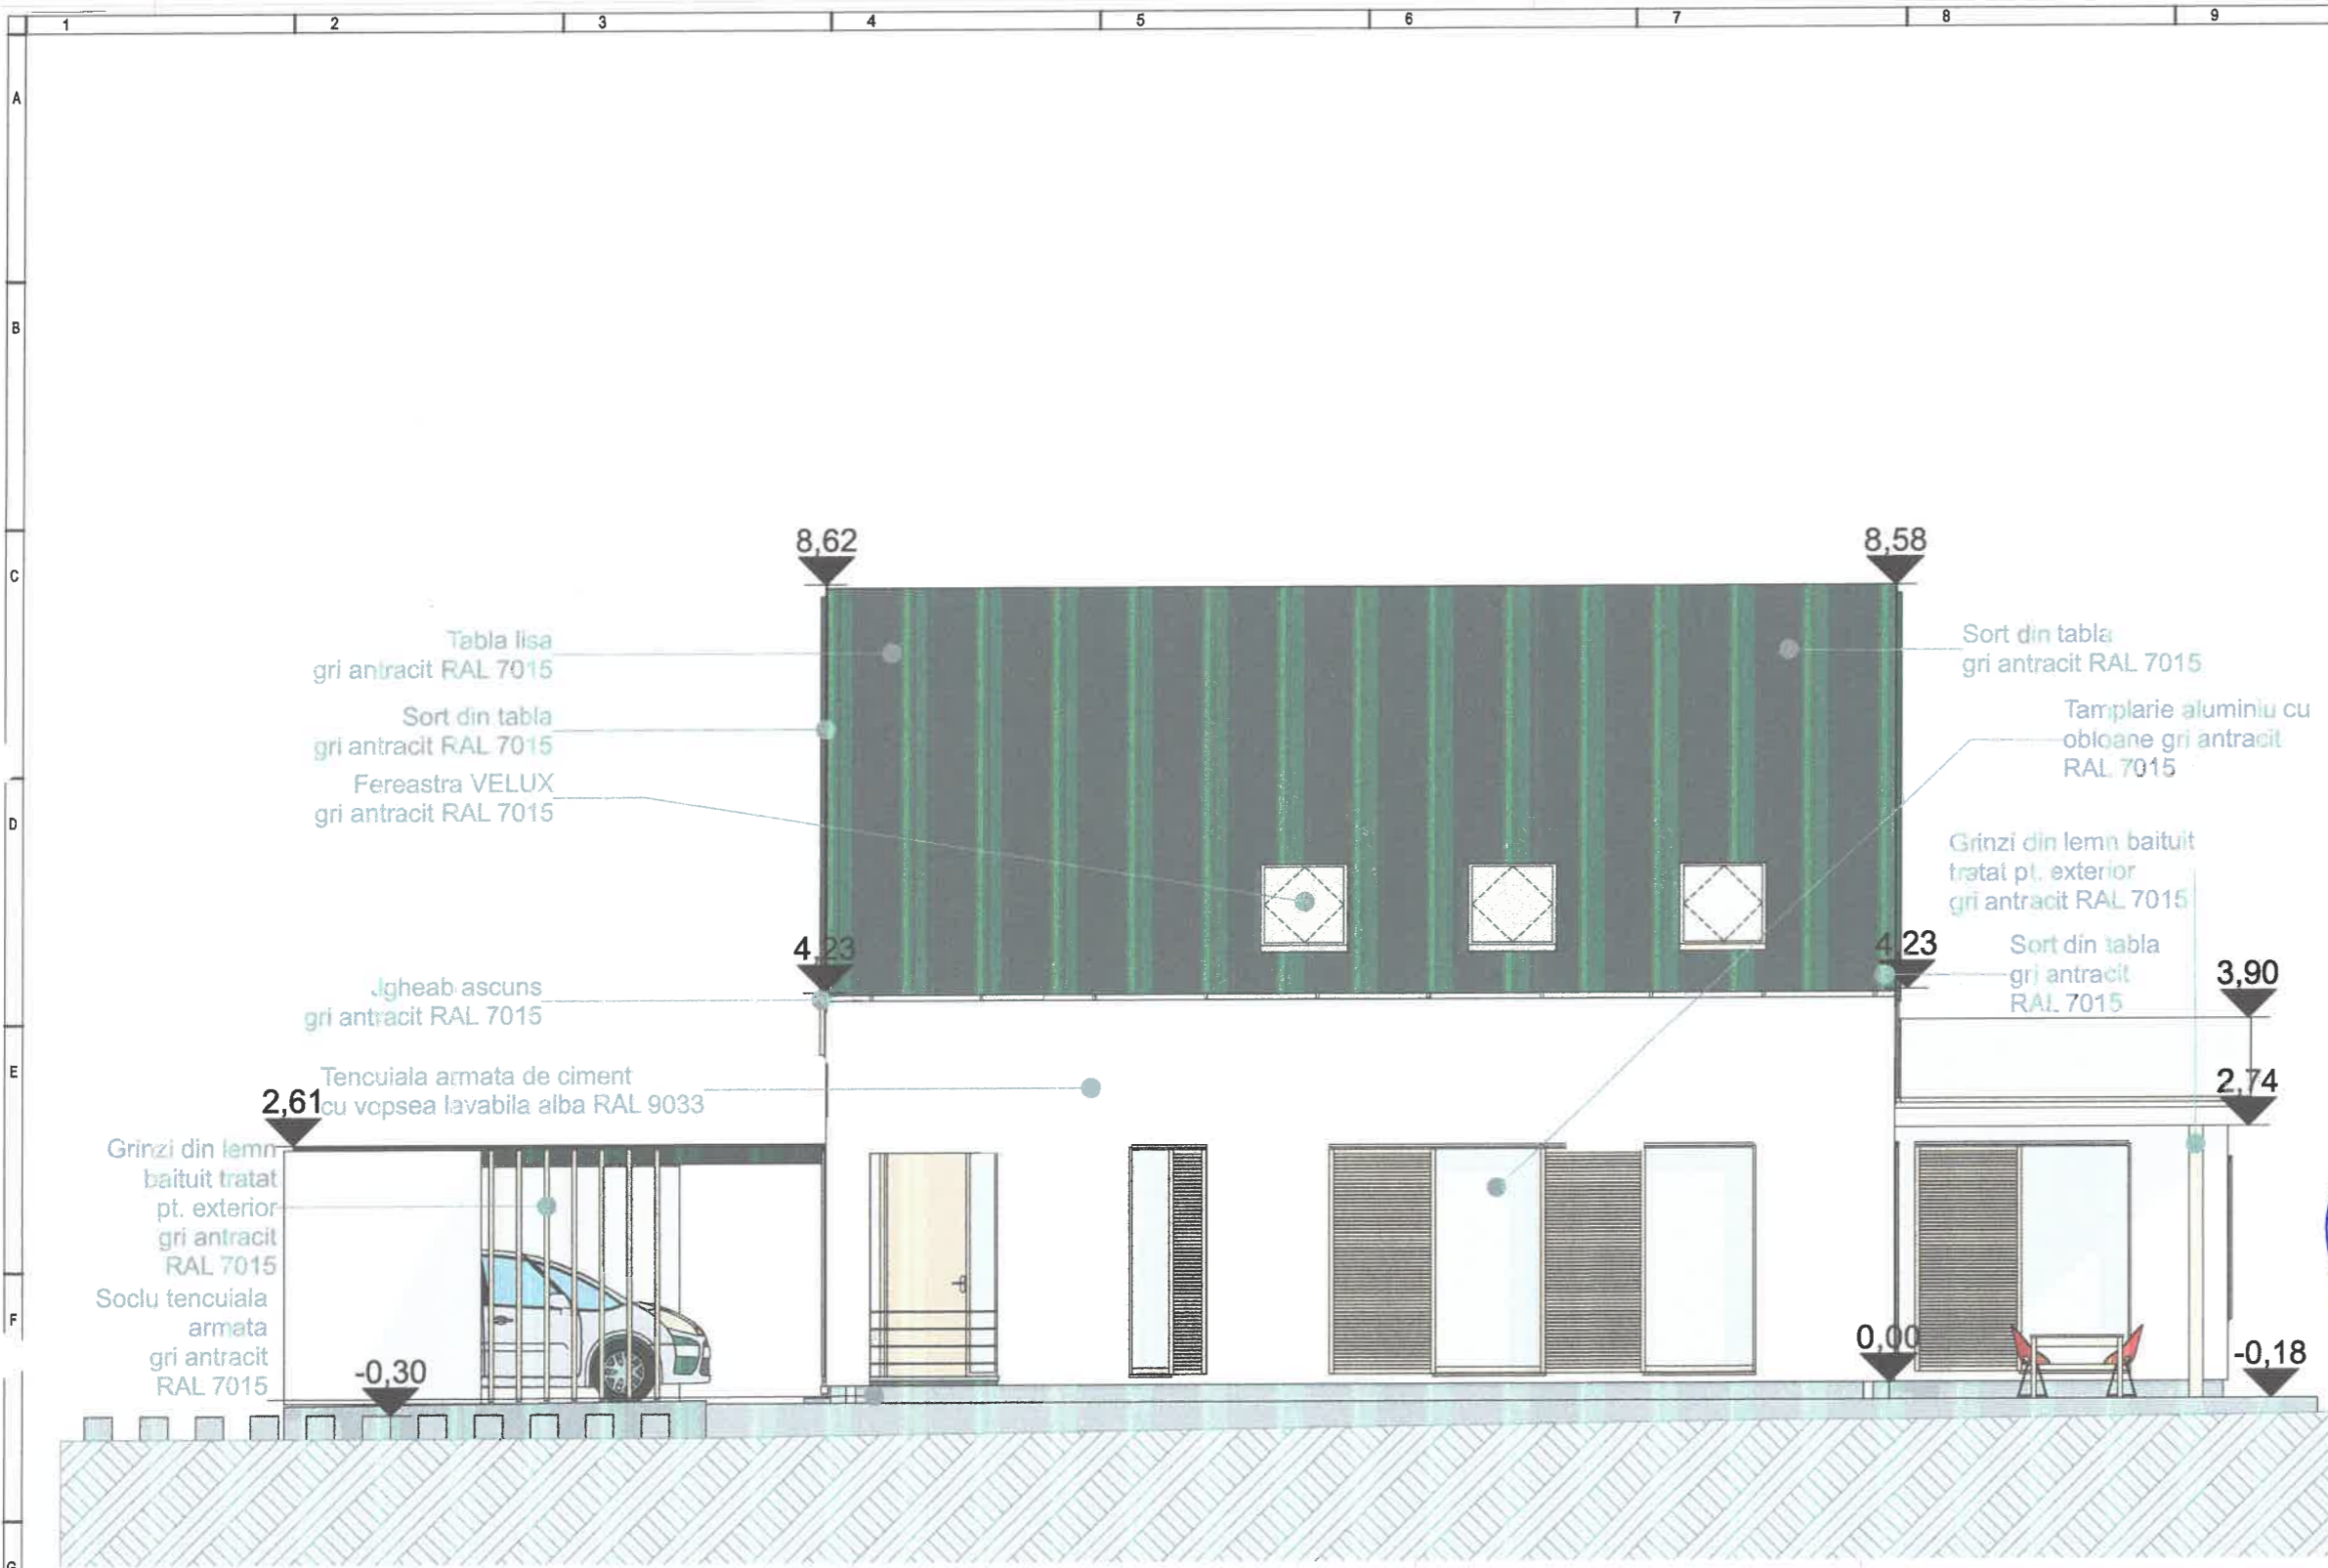 1 2 3 4 5 6 7 8 9
A
B
C
D
E
F
G
8,62
8,58
Tabla lisa
gri antracit RAL 7015
Sort din tabla
gri antracit RAL 7015
Fereastra VELUX
gri antracit RAL 7015
Sort din tabla
gri antracit RAL 7015
Tamplarie aluminiu cu
obloane gri antracit
RAL 7015
Grinzi din lemn baituit
tratat pt. exterior
gri antracit RAL 7015
4,23
4,23
Sort din tabla
gri antracit
RAL 7015
3,90
Jgheab ascuns
gri antracit RAL 7015
Tencuiala armata de ciment
cu vopsea lavabila alba RAL 9033
2,61
2,74
Grinzi din lemn
baituit tratat
pt. exterior
gri antracit
RAL 7015
Soclu tencuiala
armata
gri antracit
RAL 7015
-0,30
0,00
-0,18